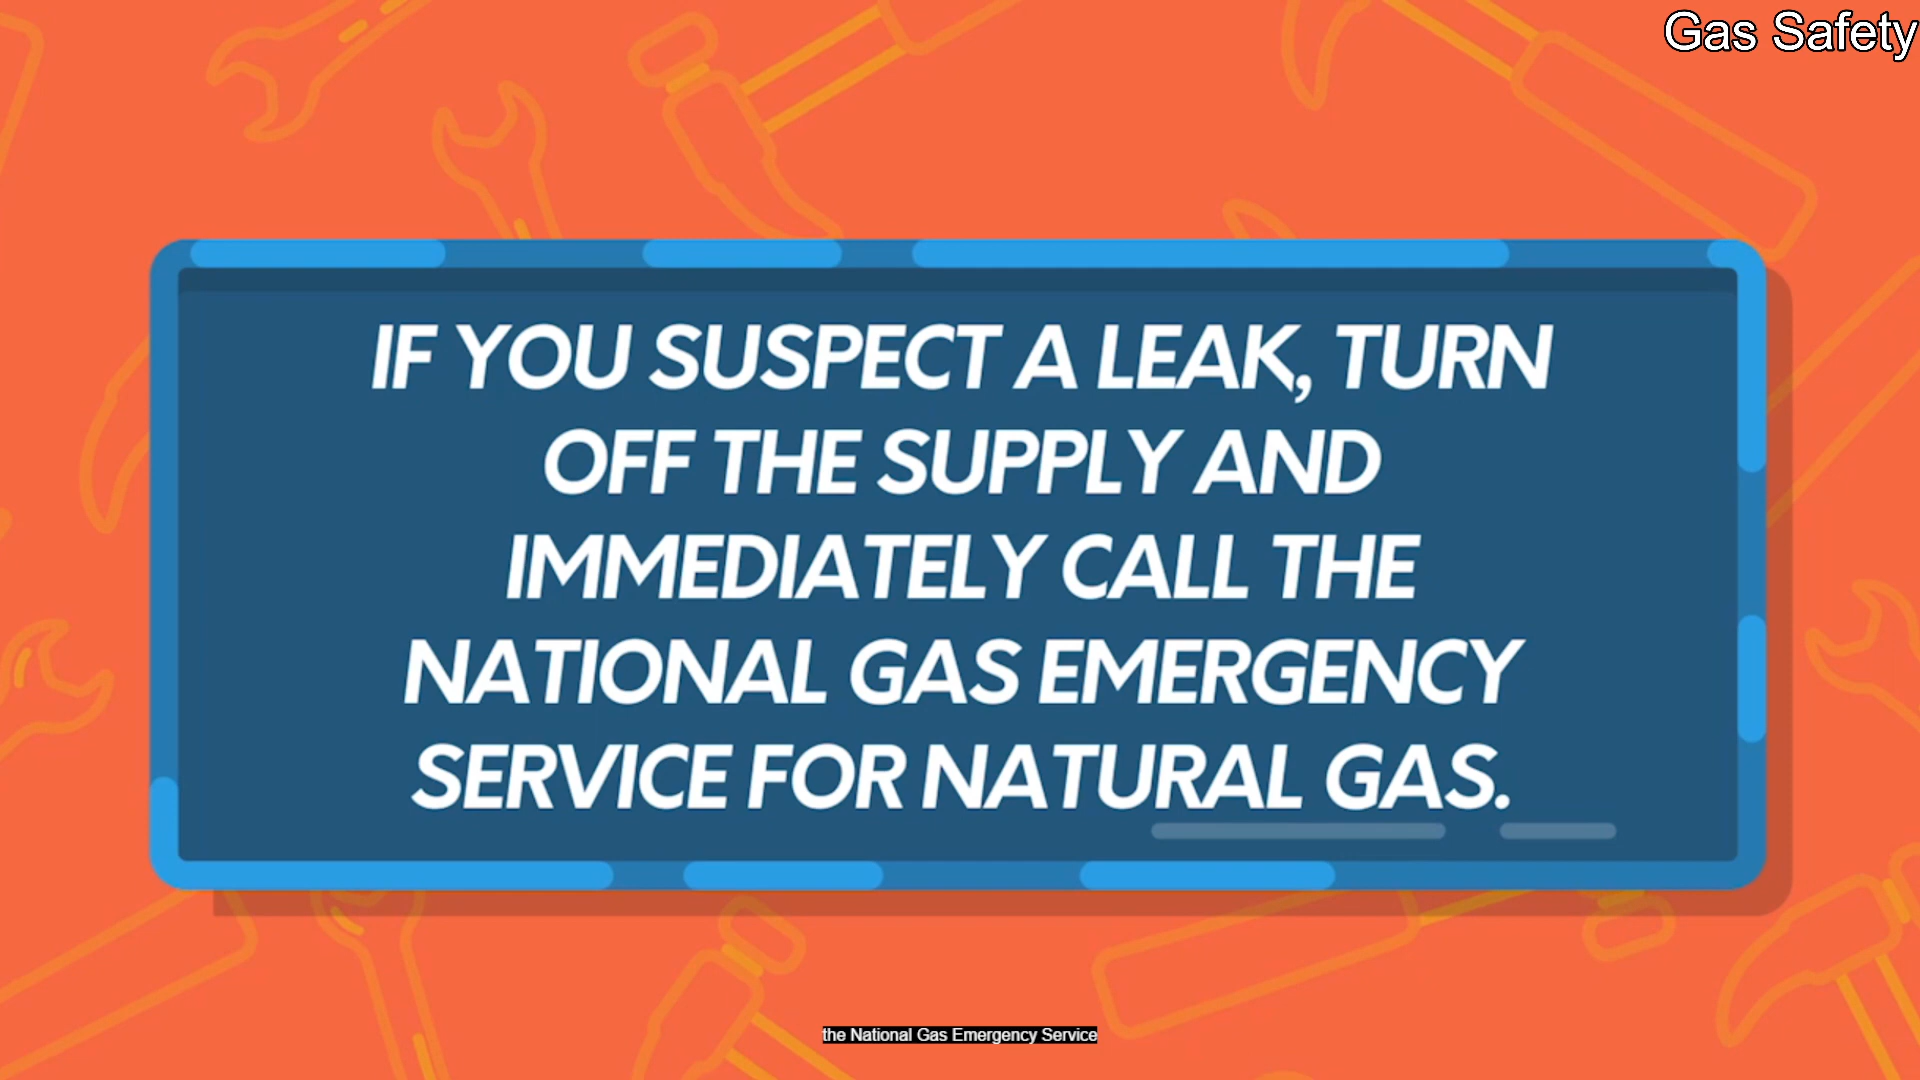 Gas Safety
IF YOU SUSPECT A LEAK, TURN
OFF THE SUPPLY AND
IMMEDIATELY CALL THE
NATIONAL GAS EMERGENCY
SERVICE FOR NATURAL GAS.
the National Gas Emergency Service